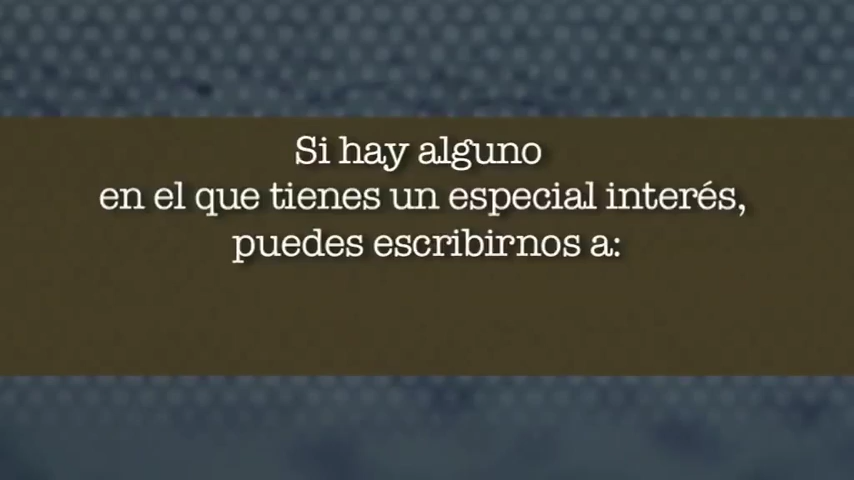 Si hay alguno
en el que tienes un especial interés,
puedes escribirnos a: